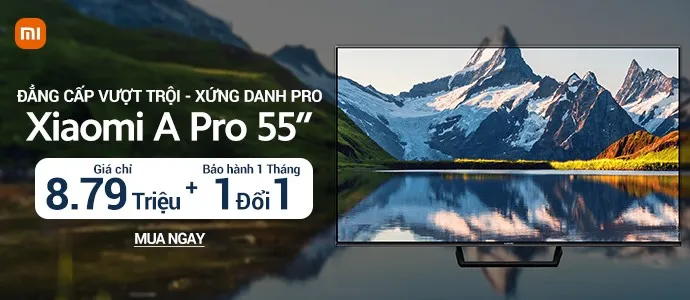 mi
ĐẲNG CẤP VƯỢT TRỘI - XỨNG DANH PRO
Xiaomi A Pro 55”
Giá chỉ
8.79 Triệu
+
Bảo hành 1 Tháng
1 Đổi 1
MUA NGAY